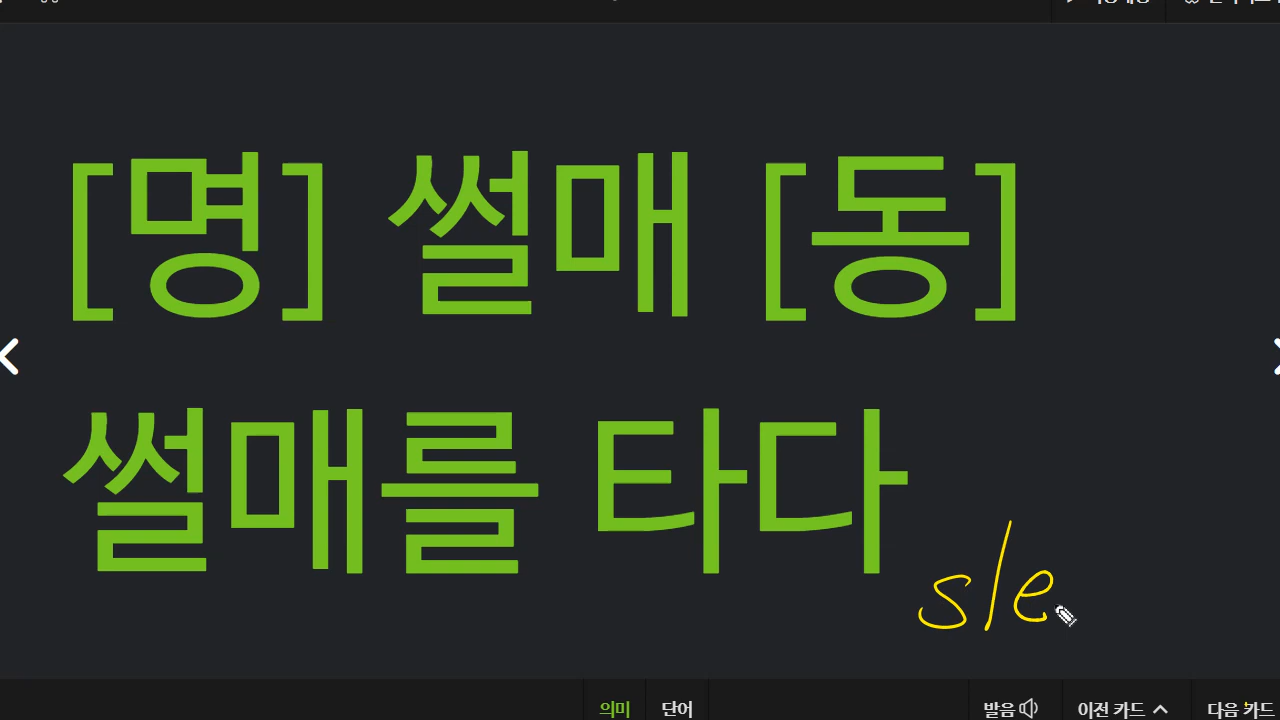 [명] 썰매 [동]
썰매를 타다
sle
의미 단어 발음 이전 카드 다음 카드